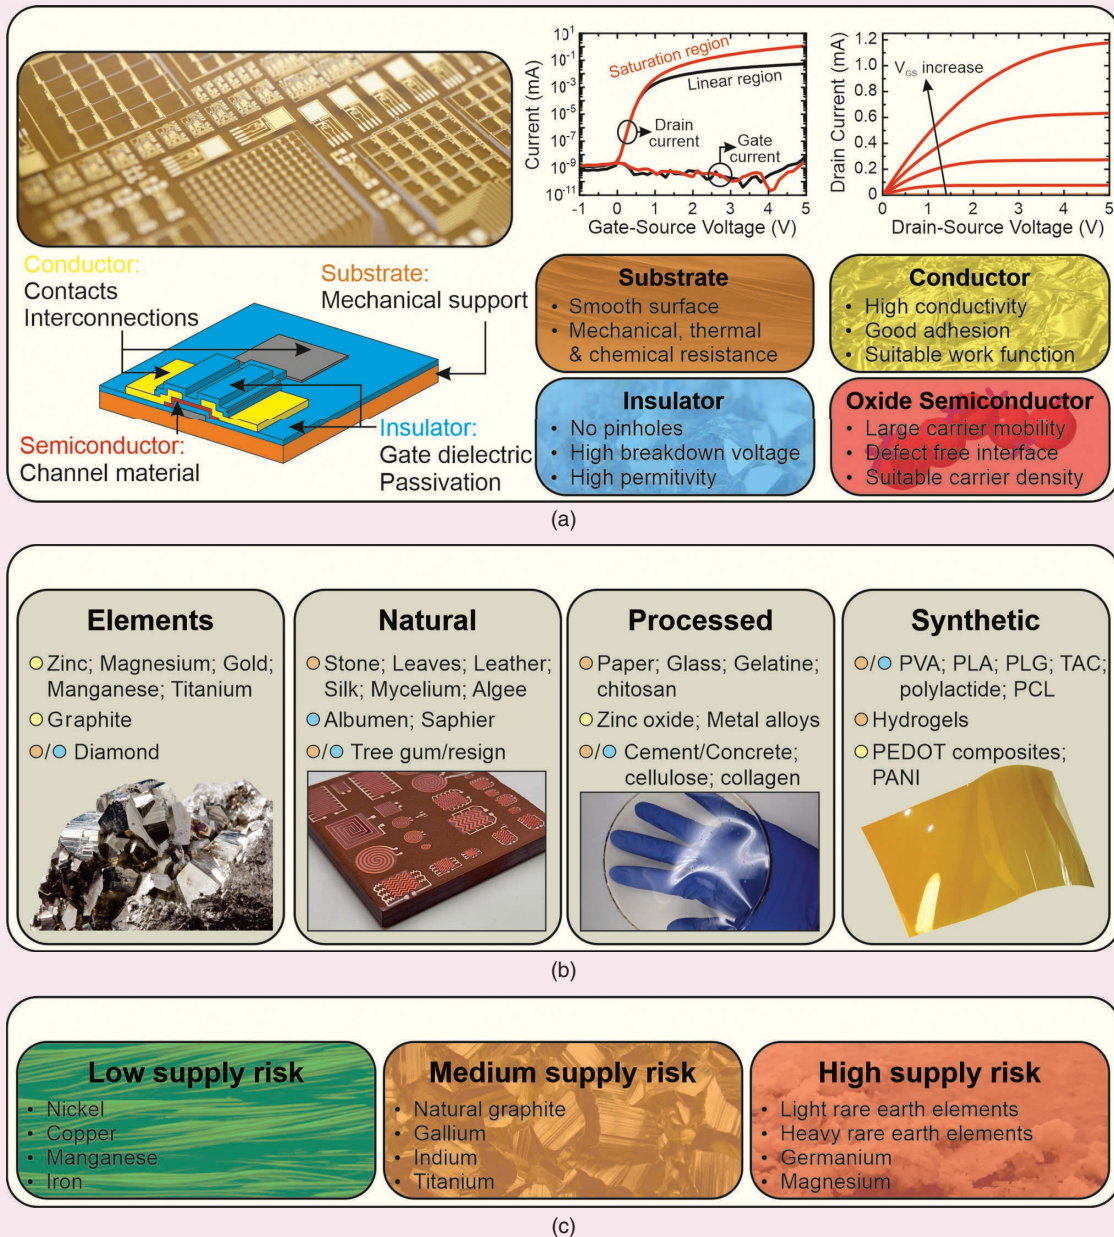 10¹
10⁻¹
10⁻³
10⁻⁵
10⁻⁷
10⁻⁹
10⁻¹¹
Current (mA)
Saturation region
Linear region
Drain
current
Gate
current
-1 0 1 2 3 4 5
Gate-Source Voltage (V)
1.2
1.0
0.8
0.6
0.4
0.2
0
Drain Current (mA)
V_GS increase
0 1 2 3 4 5
Drain-Source Voltage (V)
Conductor:
Contacts
Interconnections
Substrate:
Mechanical support
Semiconductor:
Channel material
Insulator:
Gate dielectric
Passivation
Substrate
• Smooth surface
• Mechanical, thermal
& chemical resistance
Conductor
• High conductivity
• Good adhesion
• Suitable work function
Insulator
• No pinholes
• High breakdown voltage
• High permitivity
Oxide Semiconductor
• Large carrier mobility
• Defect free interface
• Suitable carrier density
(a)
Elements
Zinc; Magnesium; Gold;
Manganese; Titanium
Graphite
/ Diamond
Natural
Stone; Leaves; Leather;
Silk; Mycelium; Algee
Albumen; Saphier
/ Tree gum/resign
Processed
Paper; Glass; Gelatine;
chitosan
Zinc oxide; Metal alloys
/ Cement/Concrete;
cellulose; collagen
Synthetic
/ PVA; PLA; PLG; TAC;
polylactide; PCL
Hydrogels
PEDOT composites;
PANI
(b)
Low supply risk
• Nickel
• Copper
• Manganese
• Iron
Medium supply risk
• Natural graphite
• Gallium
• Indium
• Titanium
High supply risk
• Light rare earth elements
• Heavy rare earth elements
• Germanium
• Magnesium
(c)